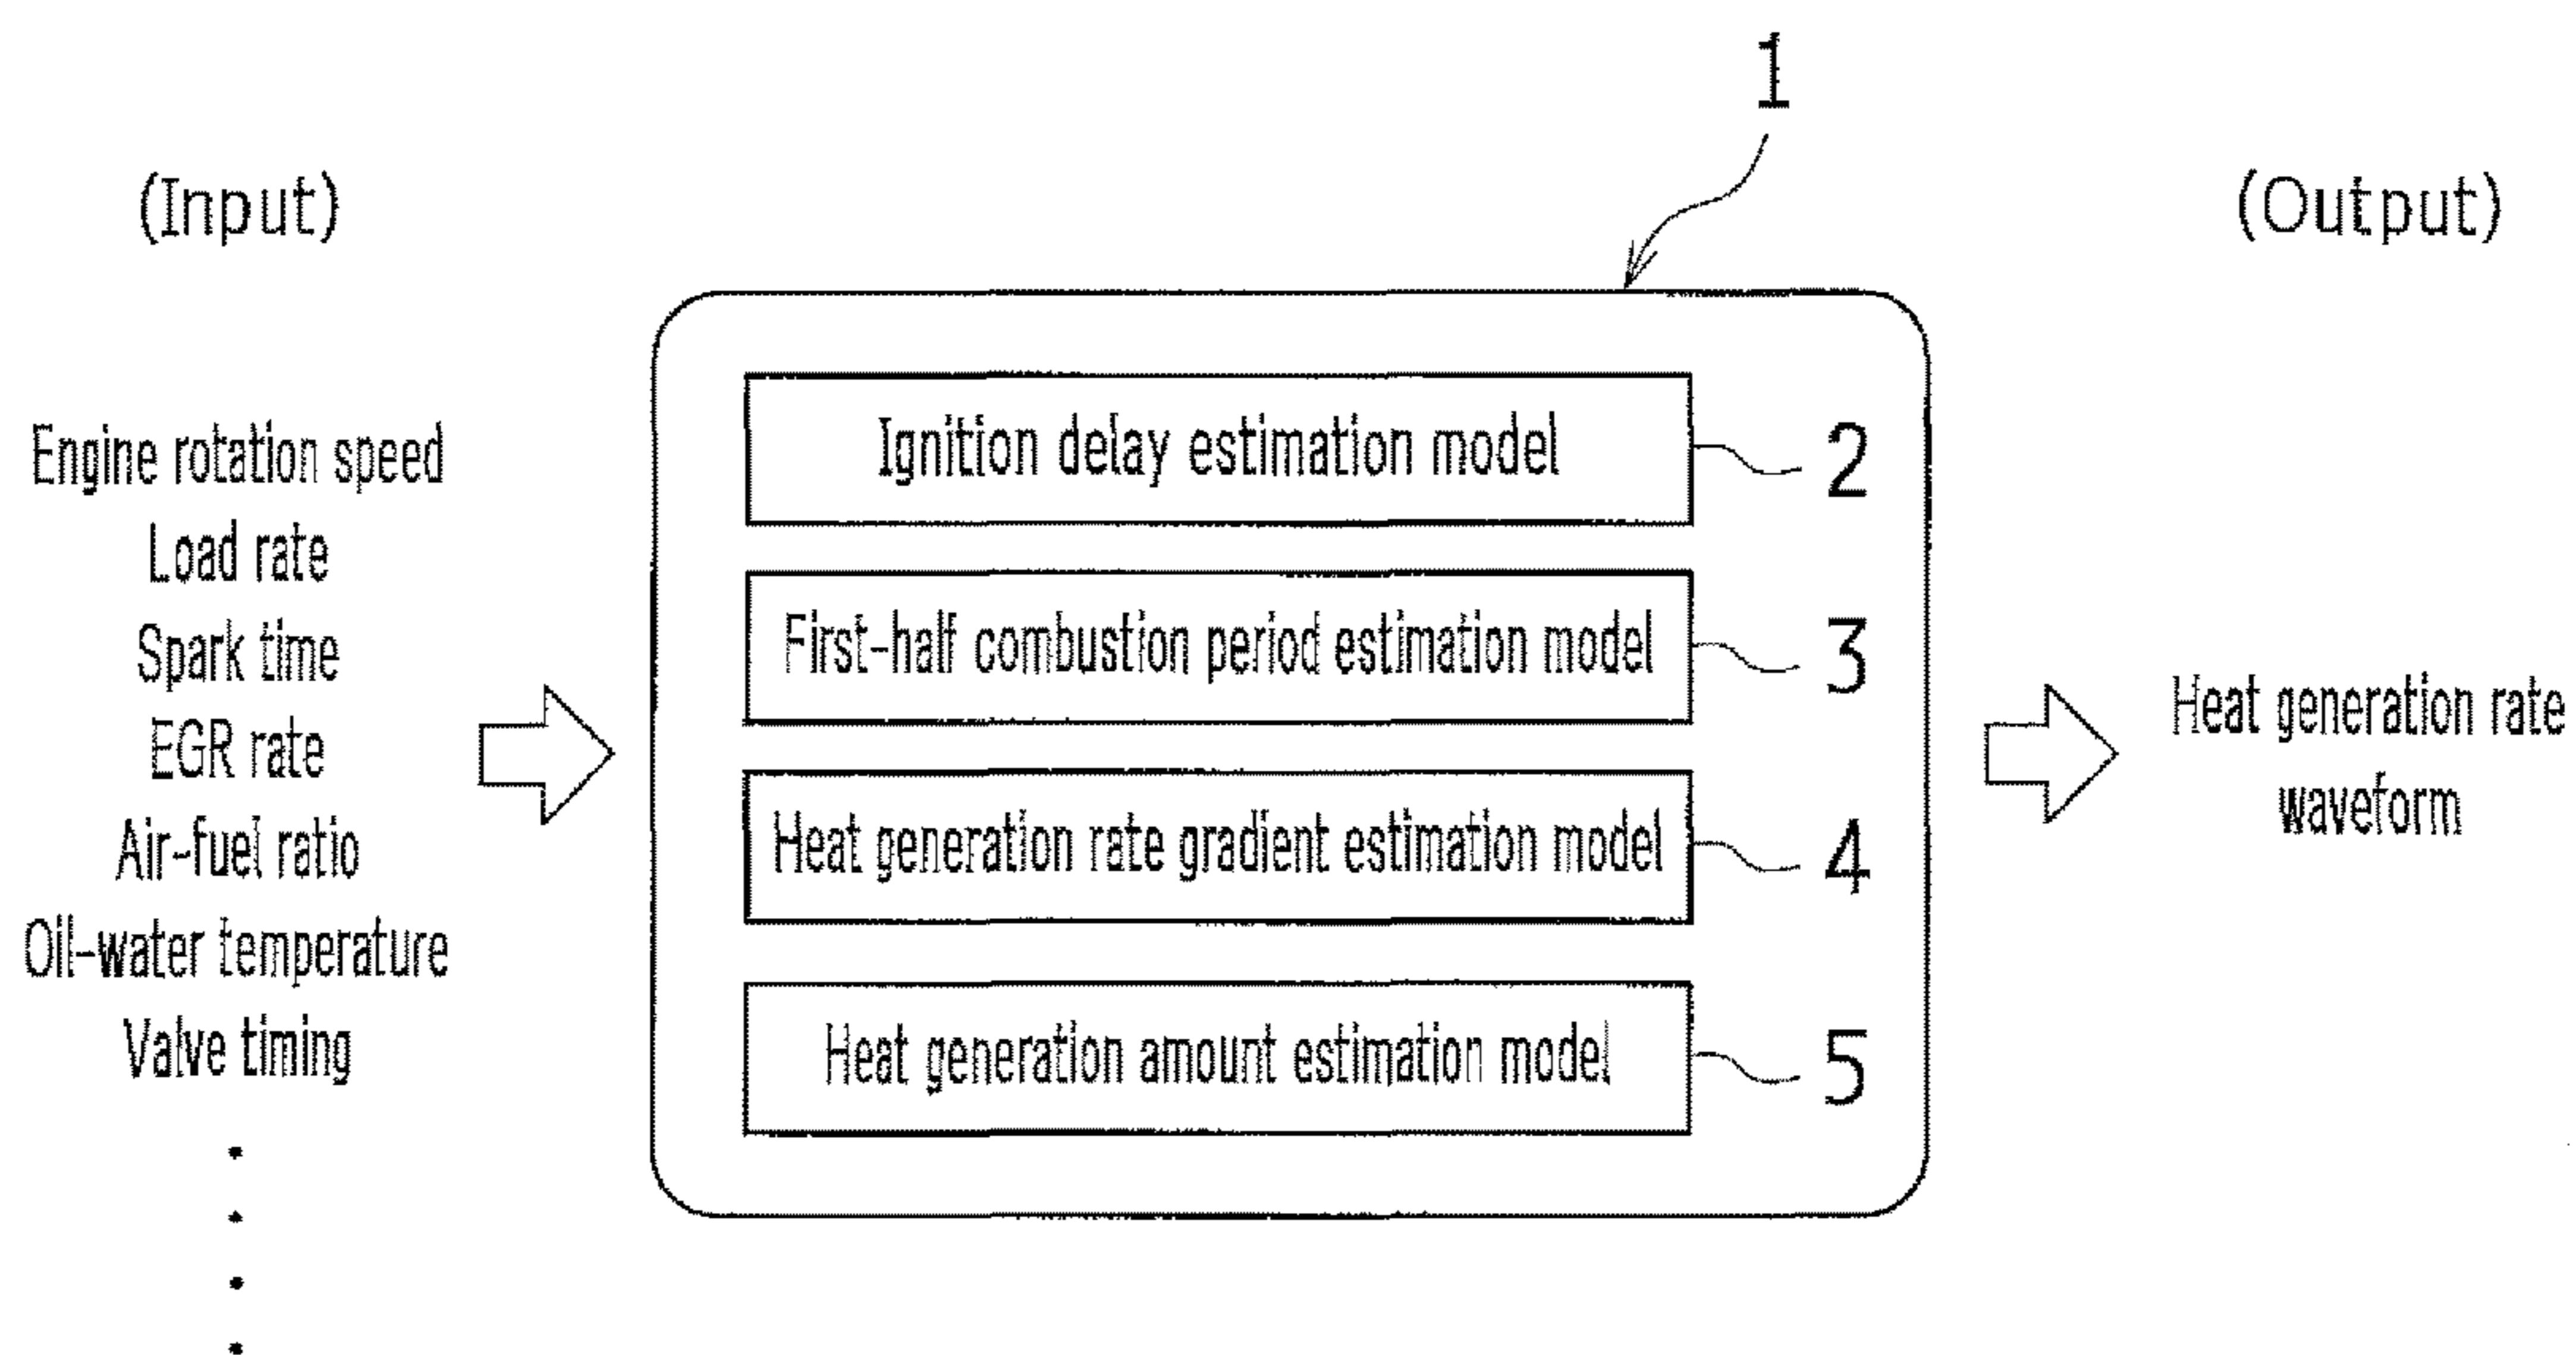 1
(Input)
(Output)
Engine rotation speed
Load rate
Spark time
EGR rate
Air-fuel ratio
Oil-water temperature
Valve timing
Ignition delay estimation model
2
First-half combustion period estimation model
3
Heat generation rate gradient estimation model
4
Heat generation amount estimation model
5
Heat generation rate
waveform